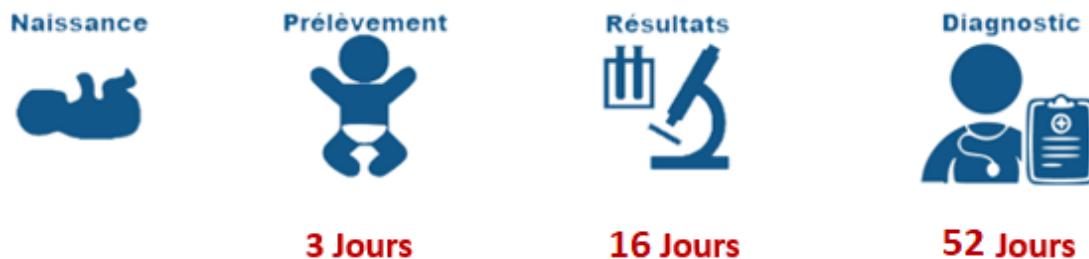 Naissance
Prélèvement
Résultats
Diagnostic
3 Jours
16 Jours
52 Jours